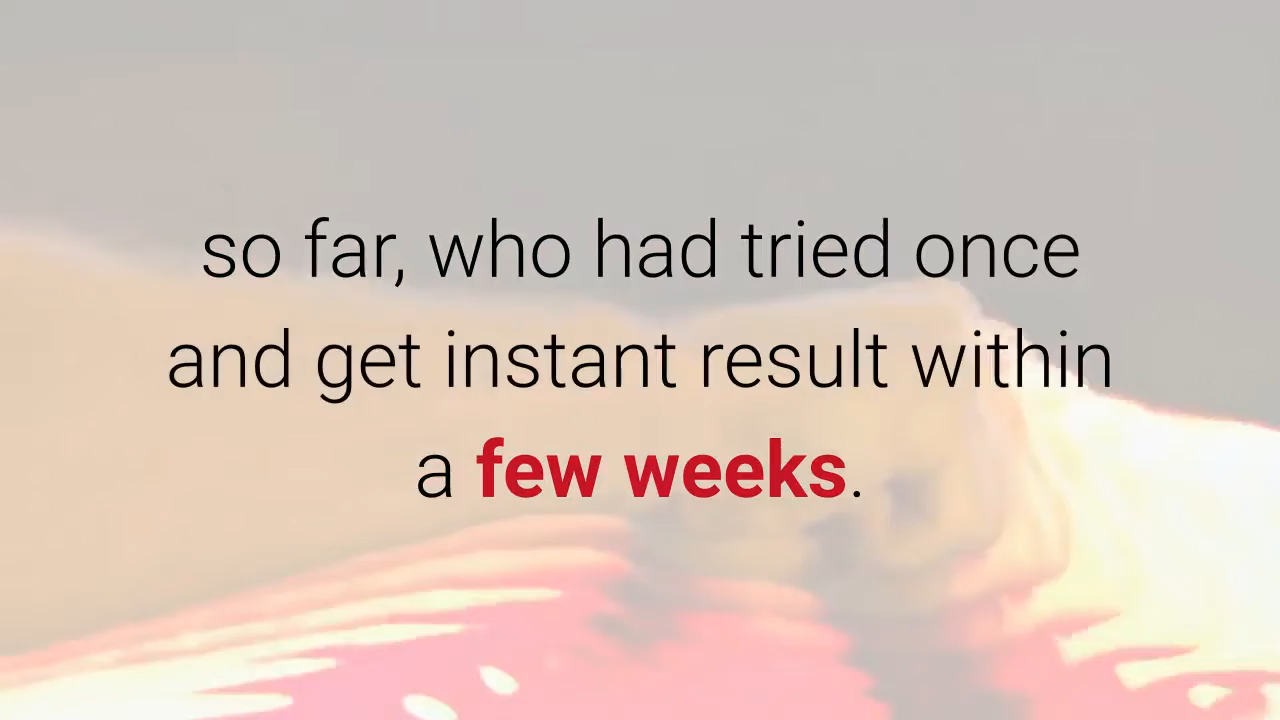 so far, who had tried once
and get instant result within
a few weeks.